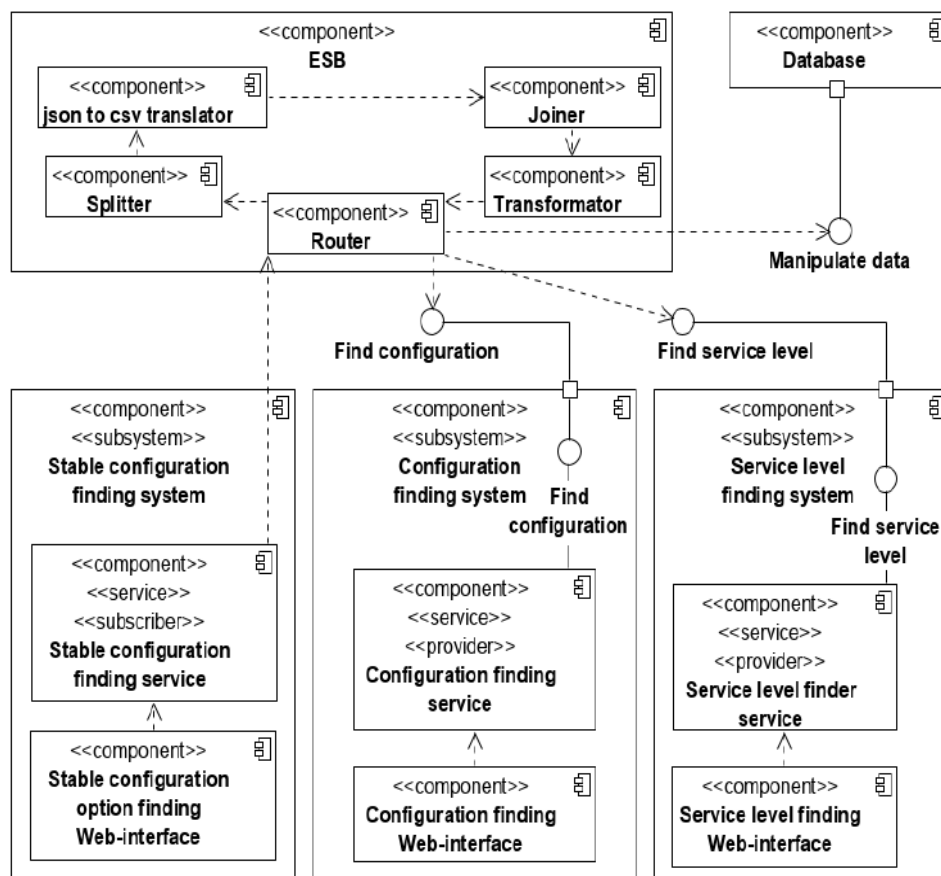 <<component>>
ESB
<<component>>
json to csv translator
<<component>>
Joiner
<<component>>
Splitter
<<component>>
Transformator
<<component>>
Router
<<component>>
Database
Manipulate data
Find configuration
Find service level
<<component>>
<<subsystem>>
Stable configuration
finding system
<<component>>
<<service>>
<<subscriber>>
Stable configuration
finding service
<<component>>
Stable configuration
option finding
Web-interface
<<component>>
<<subsystem>>
Configuration
finding system
Find
configuration
<<component>>
<<service>>
<<provider>>
Configuration finding
service
<<component>>
Configuration finding
Web-interface
<<component>>
<<subsystem>>
Service level
finding system
Find service
level
<<component>>
<<service>>
<<provider>>
Service level finder
service
<<component>>
Service level finding
Web-interface